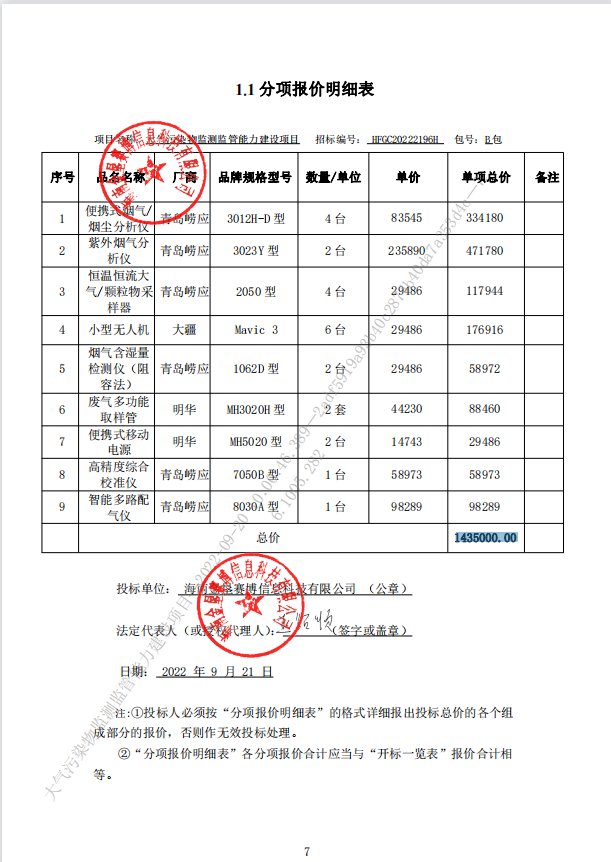 1.1 分项报价明细表
项目名称：大气污染物监测监管能力建设项目 招标编号：HFGC20222196H 包号：B包
序号 品名名称 厂商 品牌规格型号 数量/单位 单价 单项总价 备注
1 便携式烟气/烟尘分析仪 青岛崂应 3012H-D 型 4 台 83545 334180
2 紫外烟气分析仪 青岛崂应 3023Y 型 2 台 235890 471780
3 恒温恒流大气/颗粒物采样器 青岛崂应 2050 型 4 台 29486 117944
4 小型无人机 大疆 Mavic 3 6 台 29486 176916
5 烟气含湿量检测仪（阻容法） 青岛崂应 1062D 型 2 台 29486 58972
6 废气多功能取样管 明华 MH3020H 型 2 套 44230 88460
7 便携式移动电源 明华 MH5020 型 2 台 14743 29486
8 高精度综合校准仪 青岛崂应 7050B 型 1 台 58973 58973
9 智能多路配气仪 青岛崂应 8030A 型 1 台 98289 98289
总价 1435000.00
投标单位：海南金垦赛博信息科技有限公司 （公章）
法定代表人（或授权代理人）： （签字或盖章）
日期： 2022 年 9 月 21 日
注:①投标人必须按“分项报价明细表”的格式详细报出投标总价的各个组
成部分的报价，否则作无效投标处理。
②“分项报价明细表”各分项报价合计应当与“开标一览表”报价合计相
等。
7